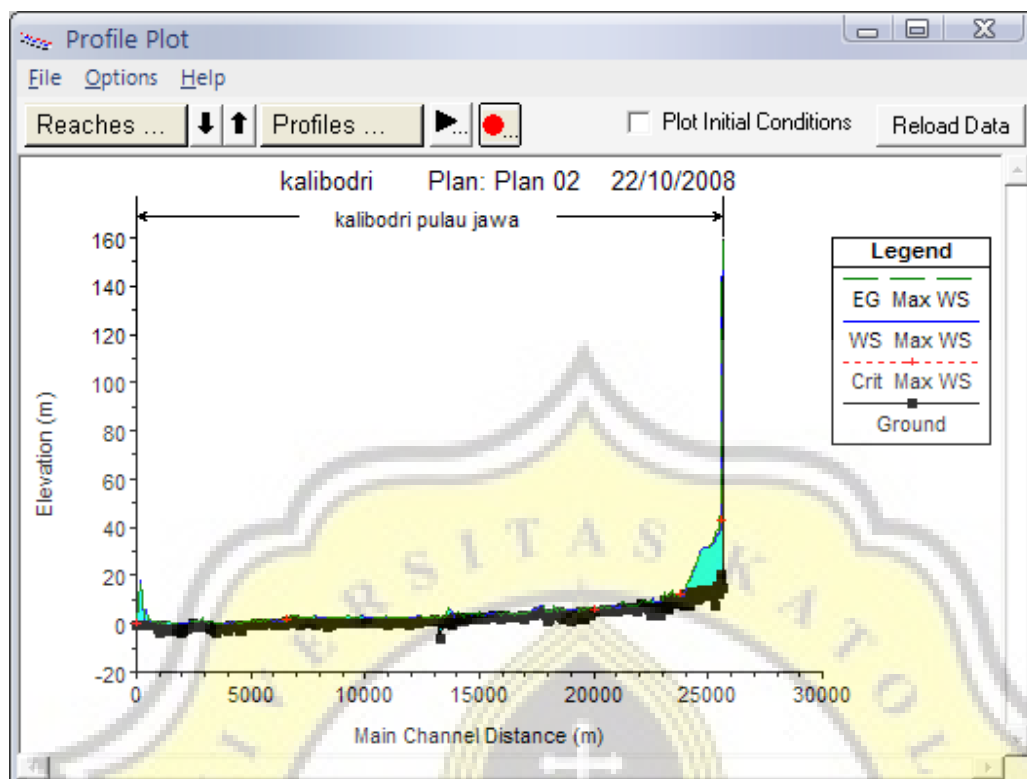 Profile Plot
File Options Help
Reaches ... Profiles ... Plot Initial Conditions Reload Data
kalibodri Plan: Plan 02 22/10/2008
kalibodri pulau jawa
Legend
EG Max WS
WS Max WS
Crit Max WS
Ground
160
140
120
100
80
60
40
20
0
-20
Elevation (m)
0 5000 10000 15000 20000 25000 30000
Main Channel Distance (m)
ERSITAS KATOL